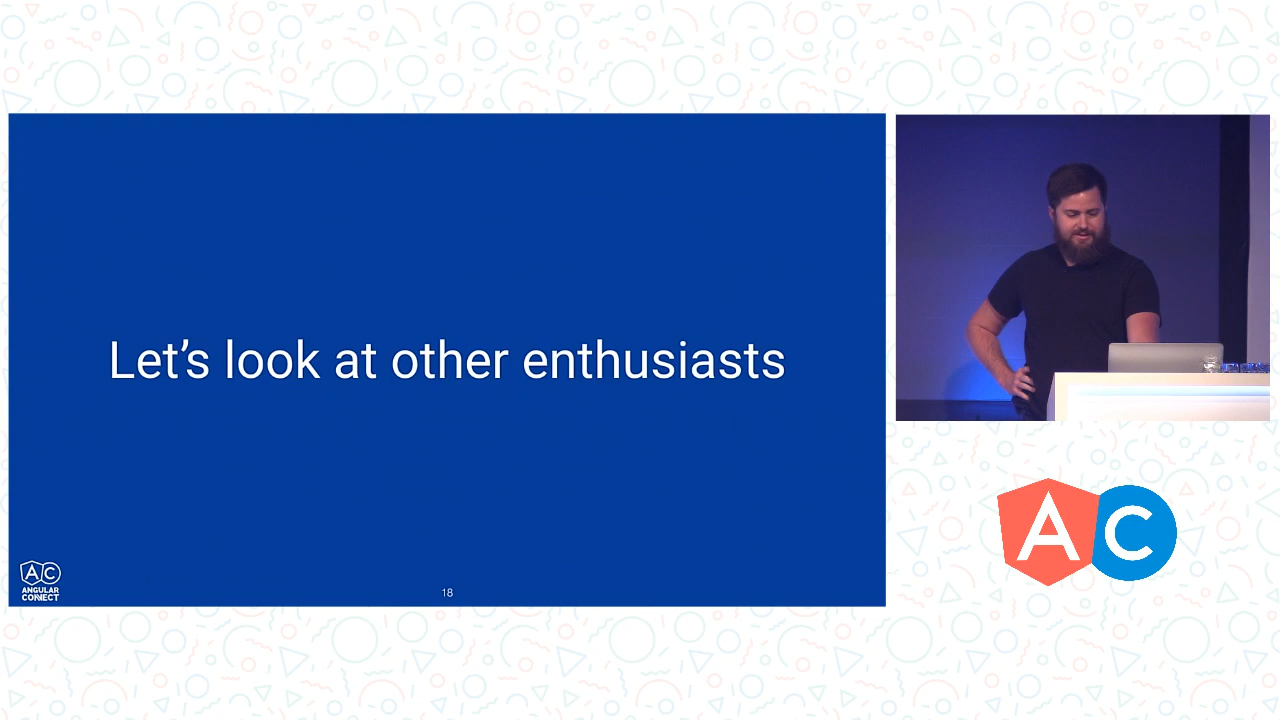 Let's look at other enthusiasts
AC
ANGULAR
CONNECT
18
AC